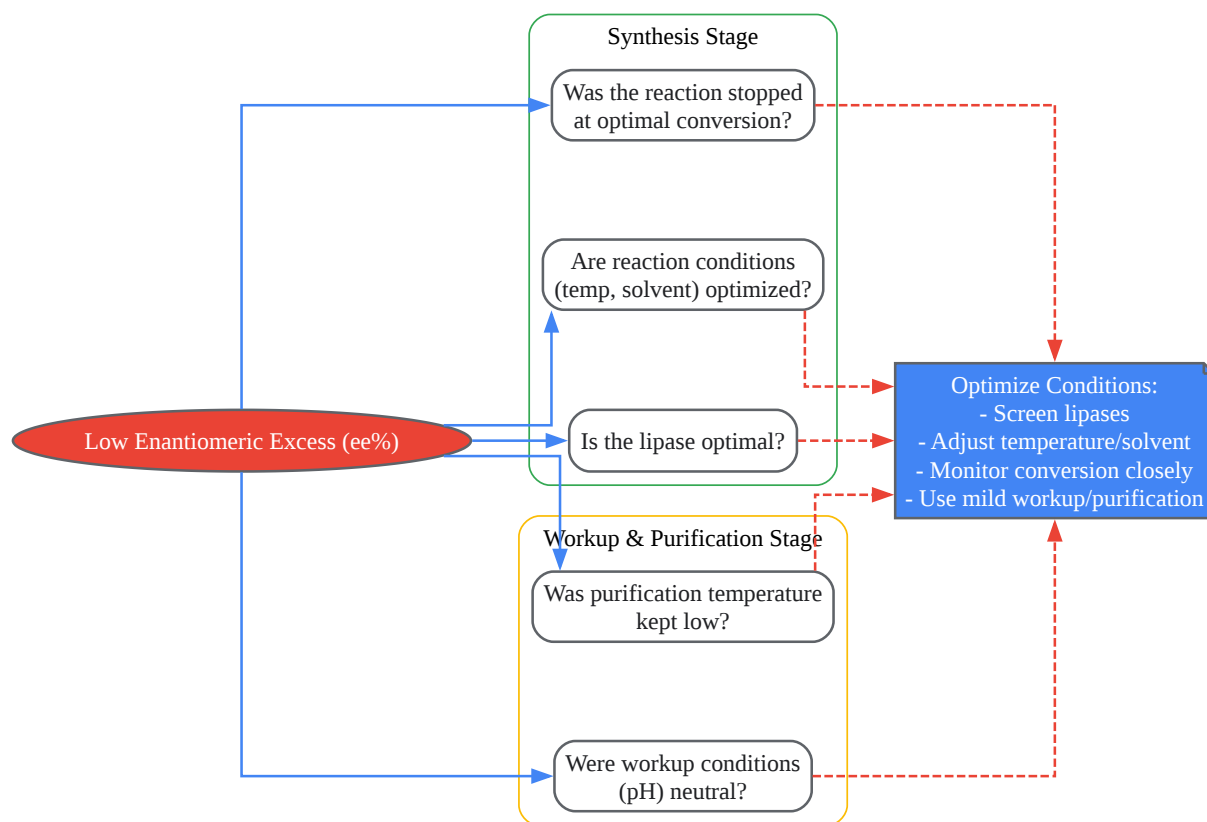 Synthesis Stage
Was the reaction stopped
at optimal conversion?
Are reaction conditions
(temp, solvent) optimized?
Low Enantiomeric Excess (ee%)
Is the lipase optimal?
Optimize Conditions:
- Screen lipases
- Adjust temperature/solvent
- Monitor conversion closely
- Use mild workup/purification
Workup & Purification Stage
Was purification temperature
kept low?
Were workup conditions
(pH) neutral?